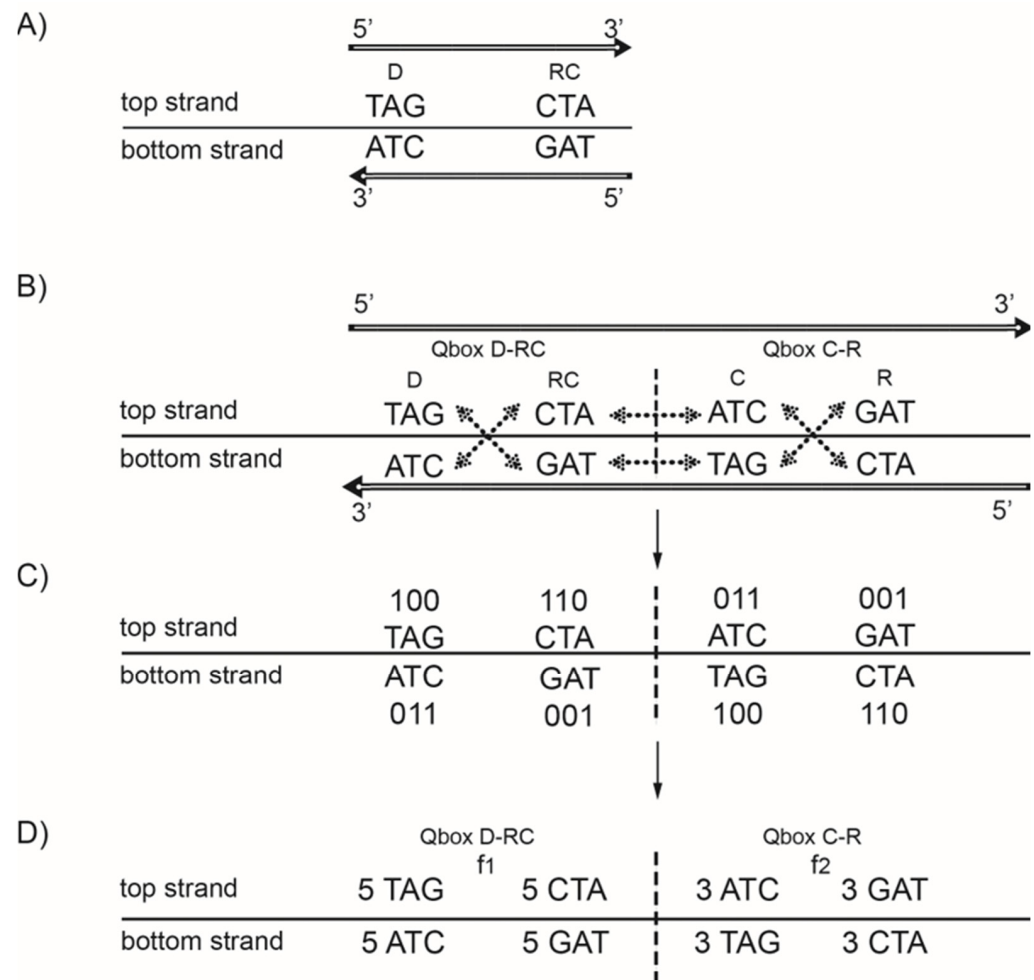 A)
5’ 3’
D RC
top strand TAG CTA
bottom strand ATC GAT
3’ 5’
B)
5’ 3’
Qbox D-RC Qbox C-R
D RC C R
top strand TAG CTA ATC GAT
bottom strand ATC GAT TAG CTA
3’ 5’
C)
100 110 011 001
top strand TAG CTA ATC GAT
bottom strand ATC GAT TAG CTA
011 001 100 110
D)
Qbox D-RC Qbox C-R
f1 f2
top strand 5 TAG 5 CTA 3 ATC 3 GAT
bottom strand 5 ATC 5 GAT 3 TAG 3 CTA